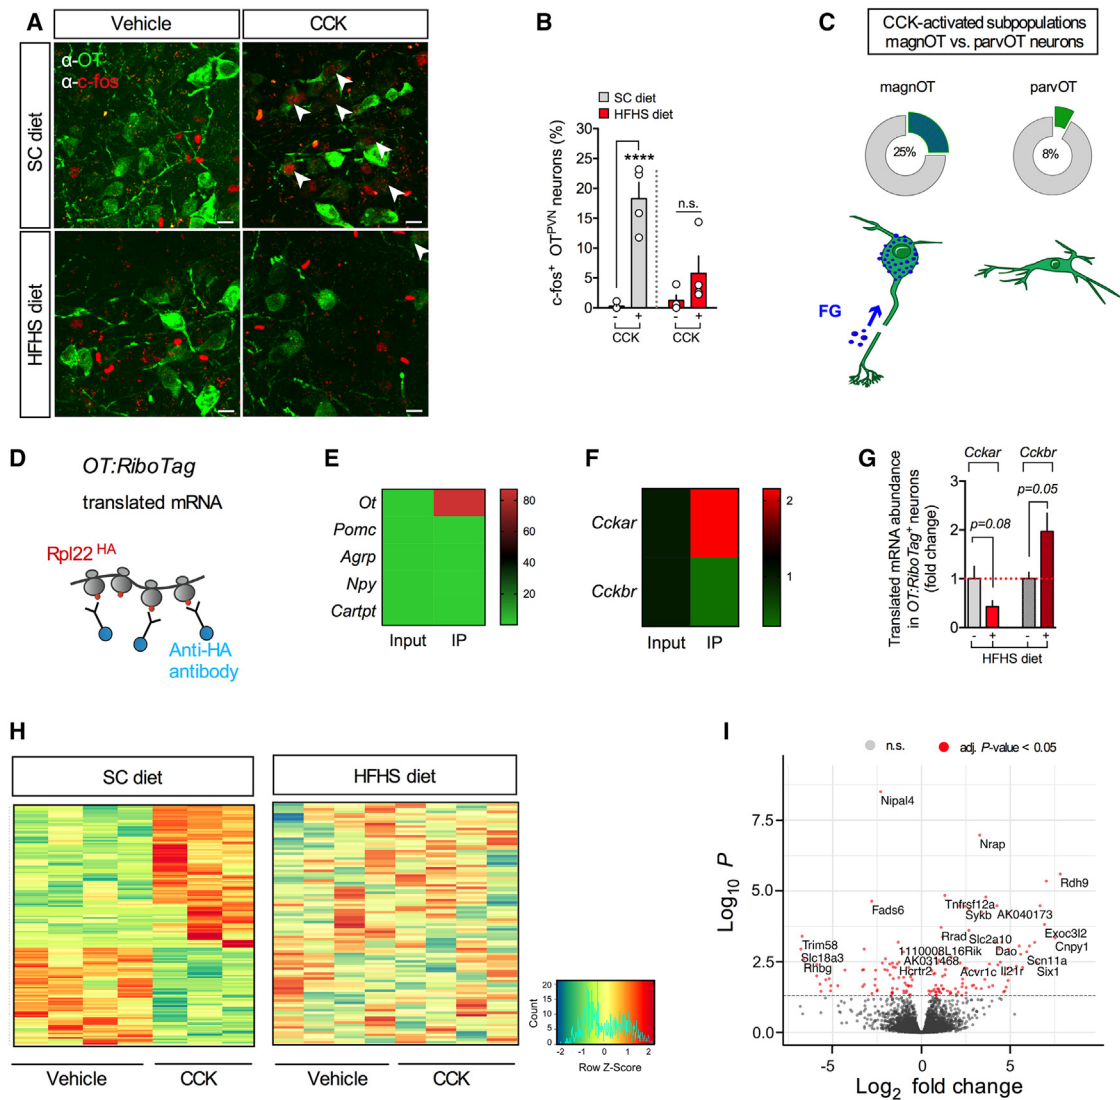 A
Vehicle
CCK
α-OT
α-c-fos
SC diet
HFHS diet
B
SC diet
HFHS diet
c-fos⁺ OTᴾⱽᴺ neurons (%)
30
25
20
15
10
5
0
****
n.s.
- +
CCK
- +
CCK
C
CCK-activated subpopulations
magnOT vs. parvOT neurons
magnOT
parvOT
25%
8%
FG
D
OT:RiboTag
translated mRNA
Rpl22 ᴴᴬ
Anti-HA
antibody
E
Ot
Pomc
Agrp
Npy
Cartpt
Input
IP
80
60
40
20
F
Cckar
Cckbr
Input
IP
2
1
G
Cckar
Cckbr
Translated mRNA abundance
in OT:RiboTag⁺ neurons
(fold change)
3
2
1
0
p=0.08
p=0.05
- + - +
HFHS diet
H
SC diet
HFHS diet
Vehicle
CCK
Vehicle
CCK
Count
20
15
10
5
0
-2 -1 0 1 2
Row Z-Score
I
n.s.
adj. P-value < 0.05
Log₁₀ P
7.5
5.0
2.5
0.0
Nipal4
Nrap
Rdh9
Fads6
Tnfrsf12a
Sykb
AK040173
Exoc3l2
Rrad
Slc2a10
Cnpy1
Trim58
1110008L16Rik
Dao
Slc18a3
AK031468
Scn11a
Rhbg
Hcrtr2
Acvr1c
Il21r
Six1
-5
0
5
Log₂ fold change